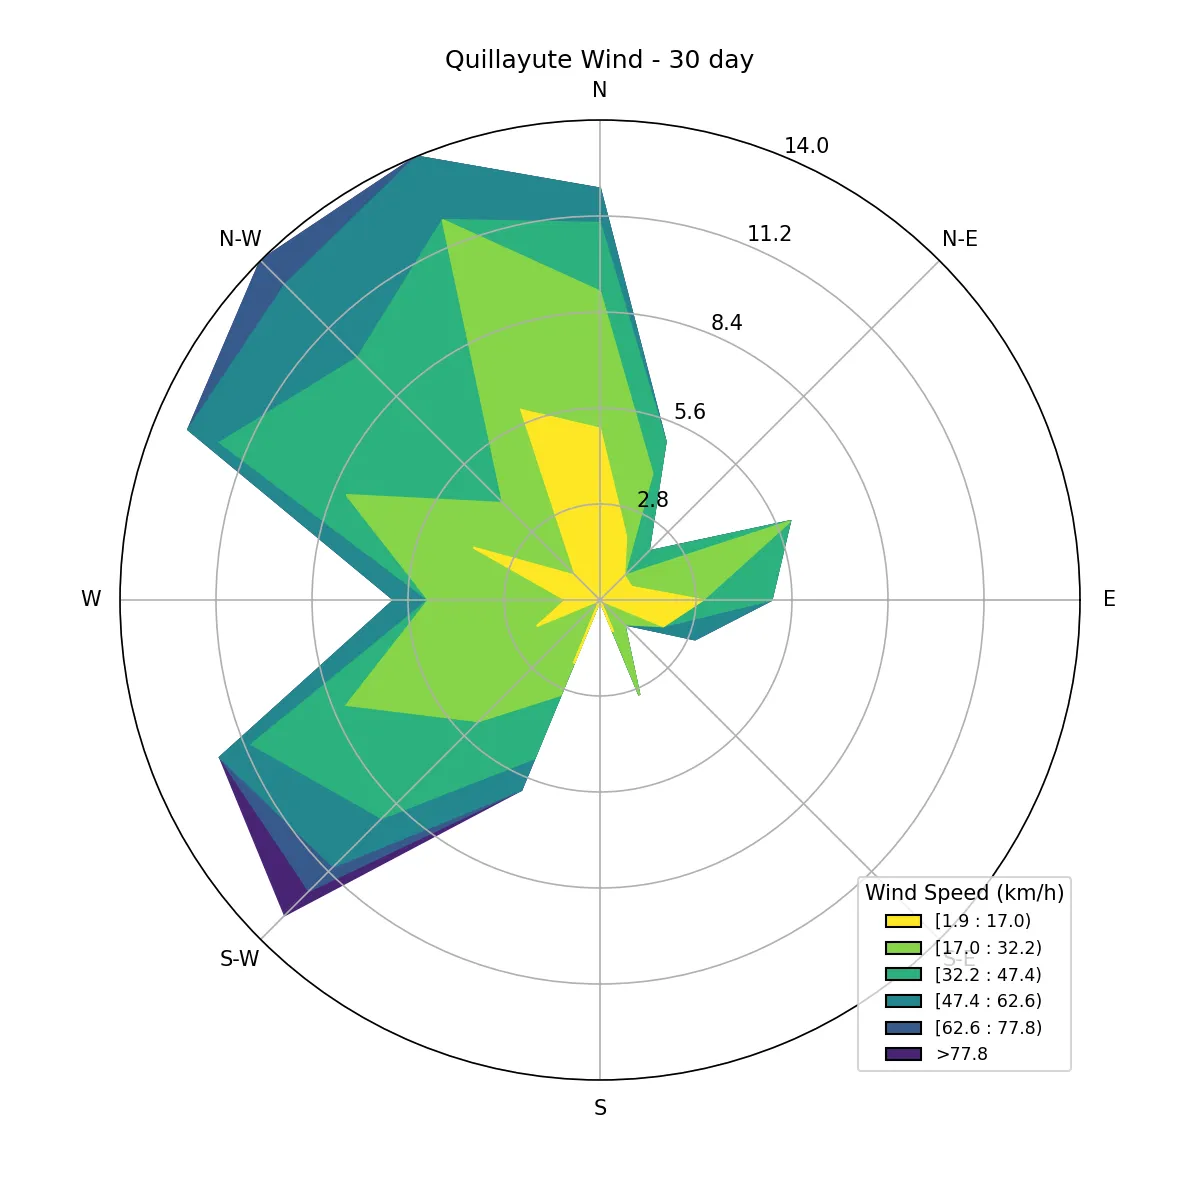 Quillayute Wind - 30 day
N
14.0
11.2
N-W
N-E
8.4
5.6
2.8
W
E
Wind Speed (km/h)
[1.9 : 17.0)
[17.0 : 32.2)
S-W
S-E
[32.2 : 47.4)
[47.4 : 62.6)
[62.6 : 77.8)
>77.8
S